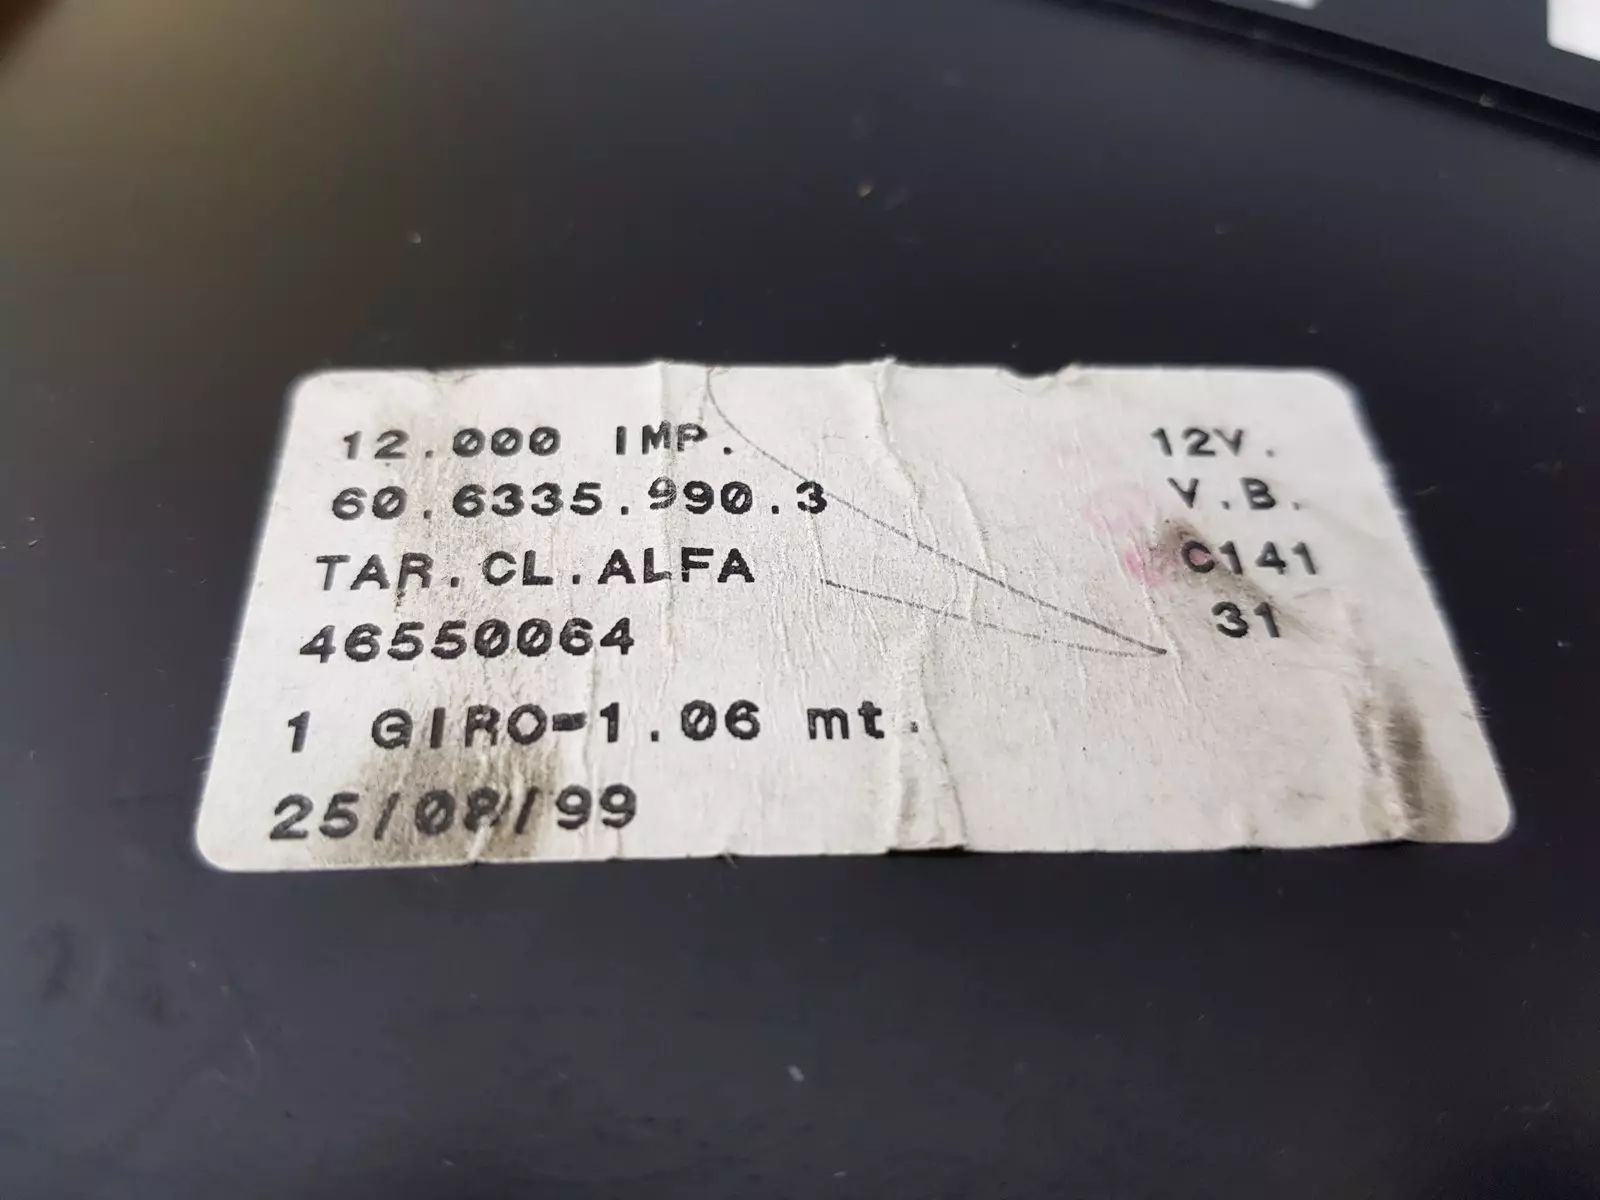 12.000 IMP. 12V.
60.6335.990.3 V.B.
TAR.CL.ALFA C141
46550064 31
1 GIRO=1.06 mt.
25/08/99